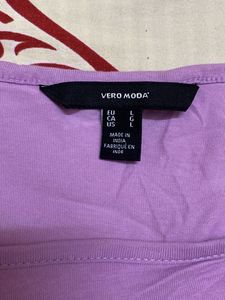 VERO MODA®
EU L
CA G
US L
MADE IN
INDIA
FABRIQUÉ EN
INDE